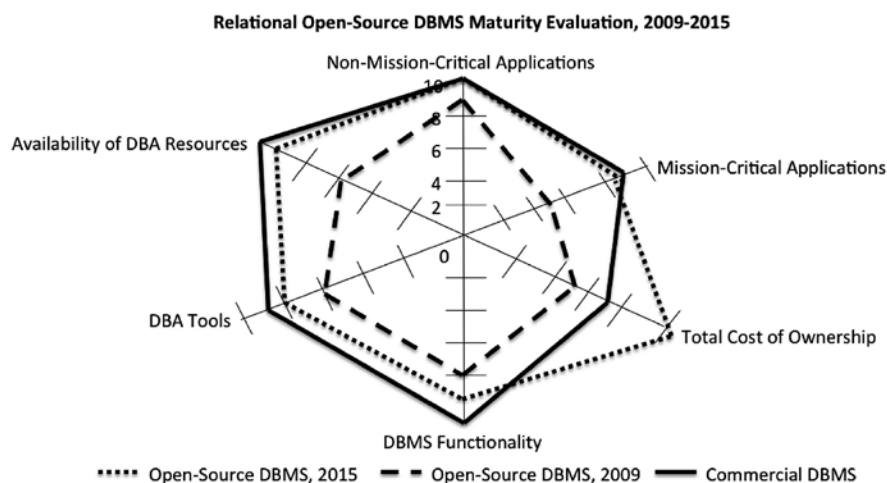 Relational Open-Source DBMS Maturity Evaluation, 2009-2015
Non-Mission-Critical Applications
10
8
Availability of DBA Resources
6
Mission-Critical Applications
4
2
0
DBA Tools
Total Cost of Ownership
DBMS Functionality
Open-Source DBMS, 2015 Open-Source DBMS, 2009 Commercial DBMS